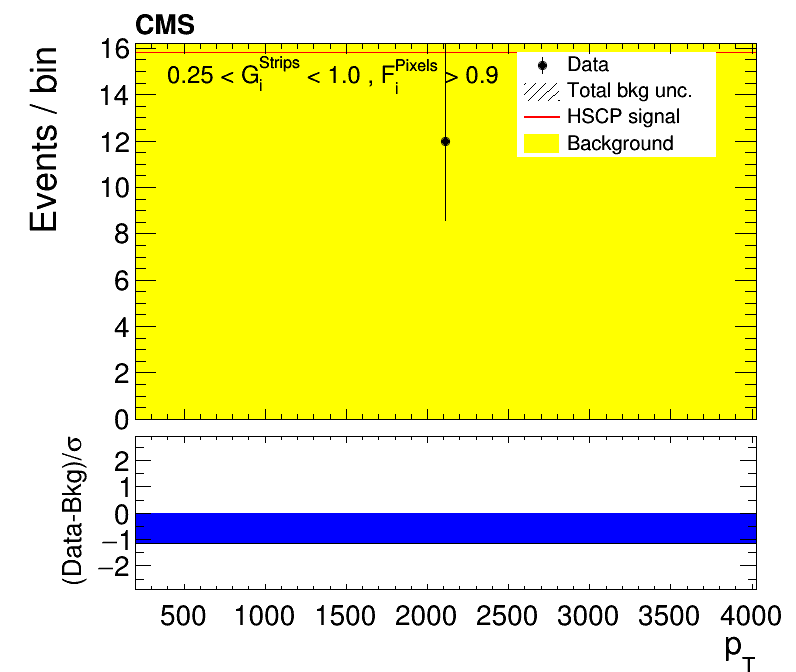 CMS
Events / bin
16
14
12
10
8
6
4
2
0
0.25 < G_i^Strips < 1.0 , F_i^Pixels > 0.9
Data
Total bkg unc.
HSCP signal
Background
(Data-Bkg)/σ
2
1
0
−1
−2
500 1000 1500 2000 2500 3000 3500 4000
p_T